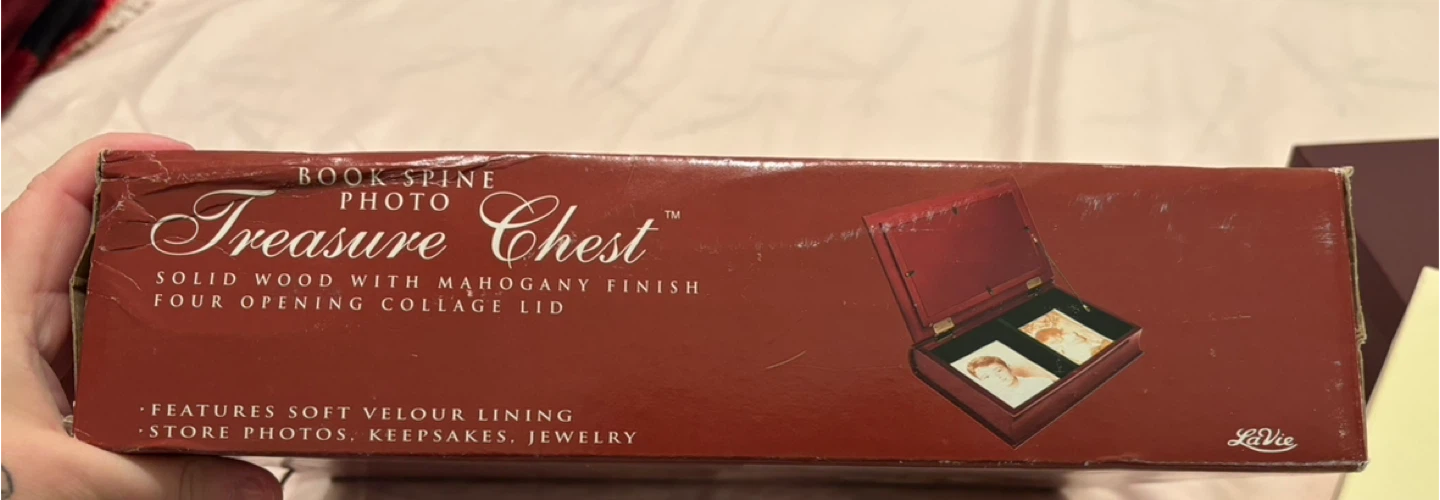 BOOK SPINE
PHOTO
Treasure Chest™
SOLID WOOD WITH MAHOGANY FINISH
FOUR OPENING COLLAGE LID
·FEATURES SOFT VELOUR LINING
·STORE PHOTOS, KEEPSAKES, JEWELRY
LaVie